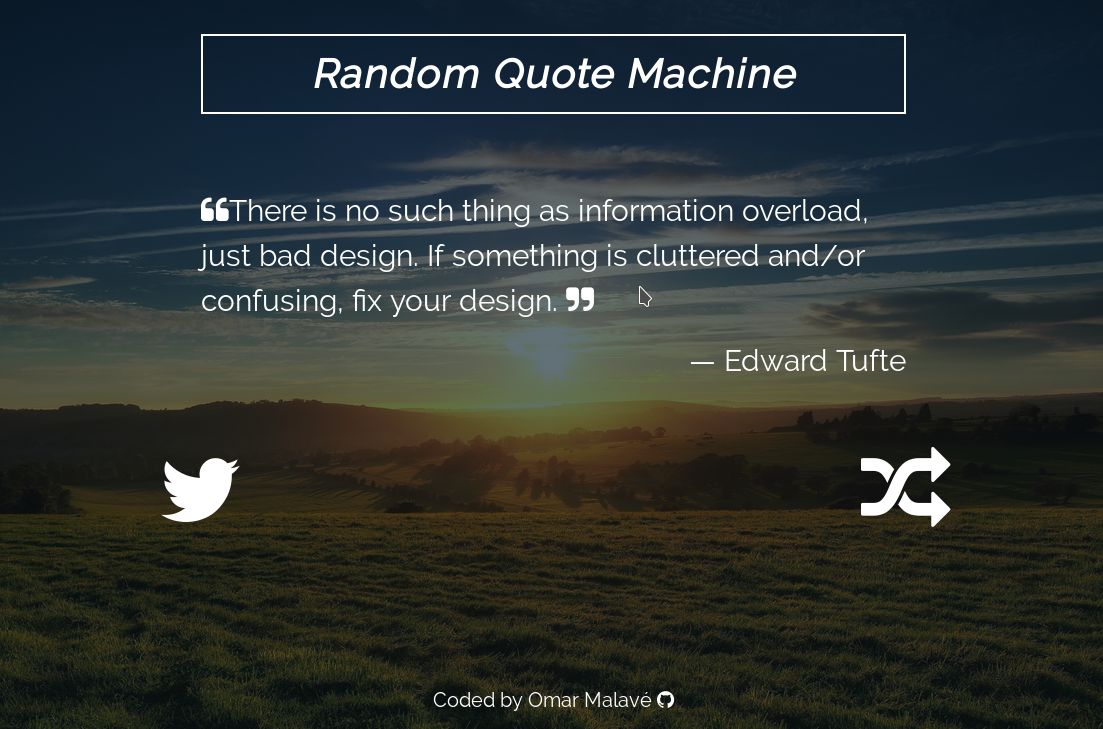 Random Quote Machine
“There is no such thing as information overload,
just bad design. If something is cluttered and/or
confusing, fix your design. ”
— Edward Tufte
Coded by Omar Malavé